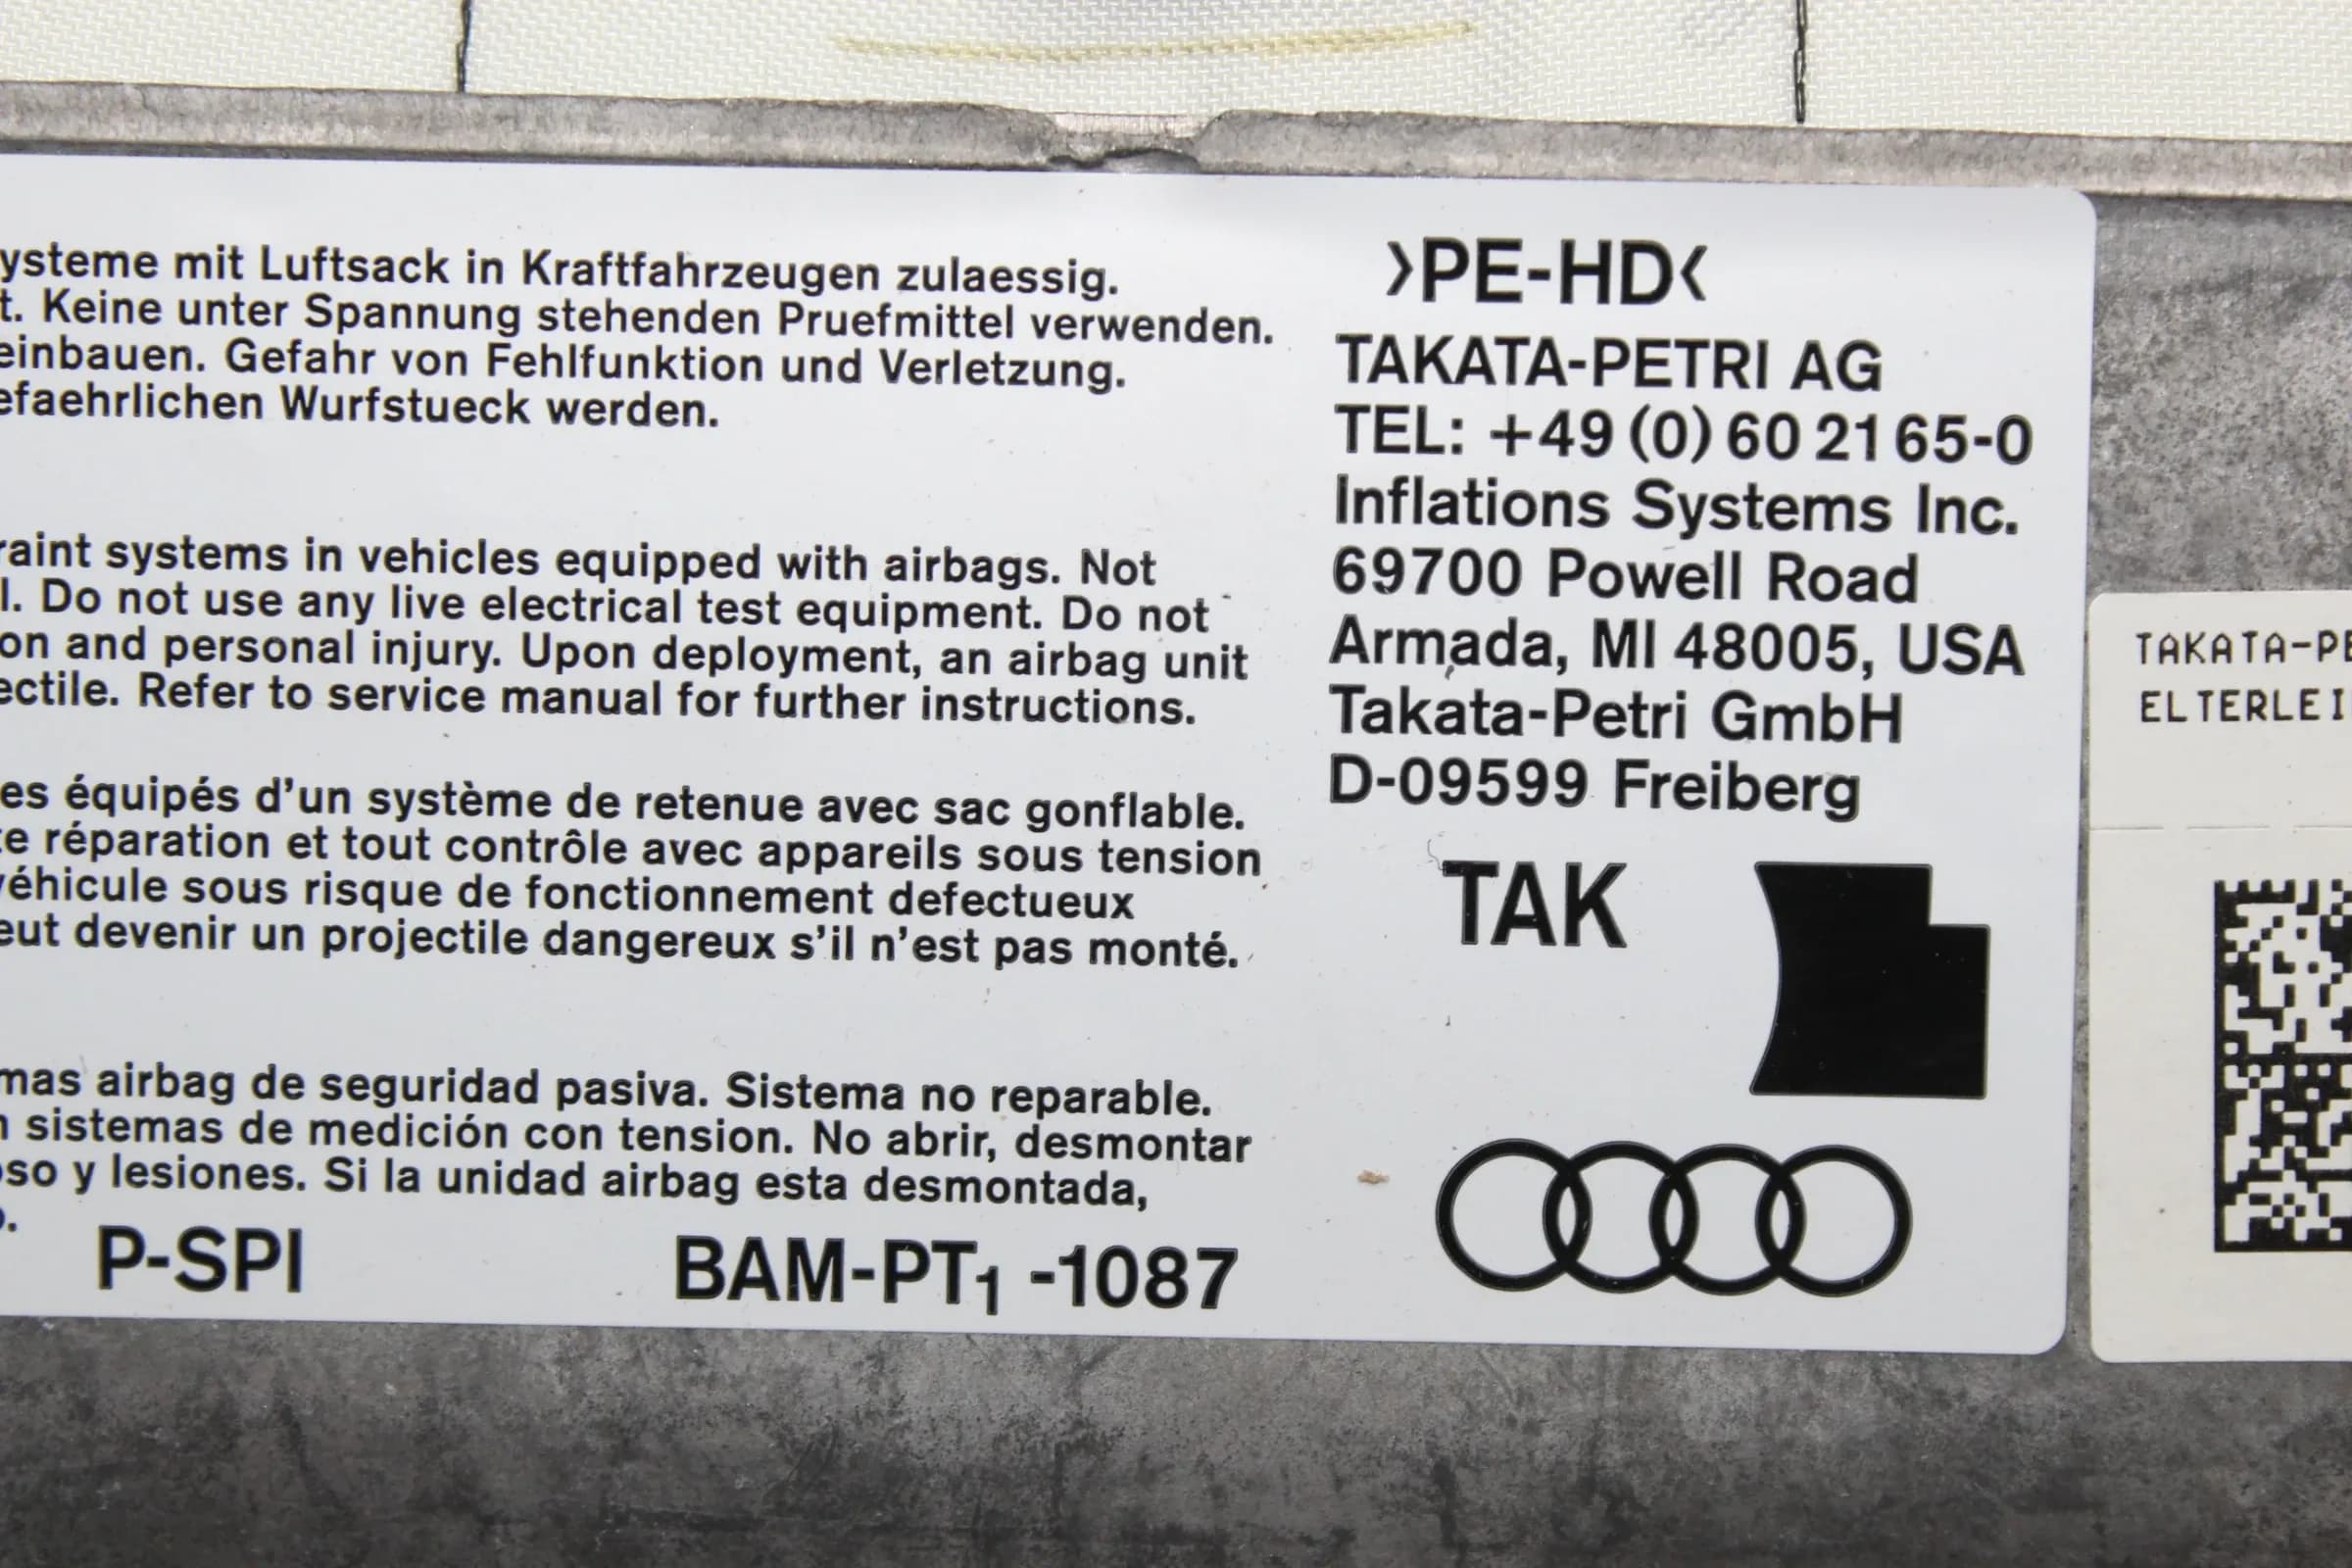 ysteme mit Luftsack in Kraftfahrzeugen zulaessig.
t. Keine unter Spannung stehenden Pruefmittel verwenden.
einbauen. Gefahr von Fehlfunktion und Verletzung.
efaehrlichen Wurfstueck werden.
raint systems in vehicles equipped with airbags. Not
l. Do not use any live electrical test equipment. Do not
on and personal injury. Upon deployment, an airbag unit
ectile. Refer to service manual for further instructions.
es équipés d'un système de retenue avec sac gonflable.
te réparation et tout contrôle avec appareils sous tension
véhicule sous risque de fonctionnement defectueux
eut devenir un projectile dangereux s'il n'est pas monté.
mas airbag de seguridad pasiva. Sistema no reparable.
n sistemas de medición con tension. No abrir, desmontar
oso y lesiones. Si la unidad airbag esta desmontada,
o.
P-SPI BAM-PT1 -1087
>PE-HD<
TAKATA-PETRI AG
TEL: +49 (0) 60 21 65-0
Inflations Systems Inc.
69700 Powell Road
Armada, MI 48005, USA
Takata-Petri GmbH
D-09599 Freiberg
TAK
TAKATA-PE
ELTERLEI